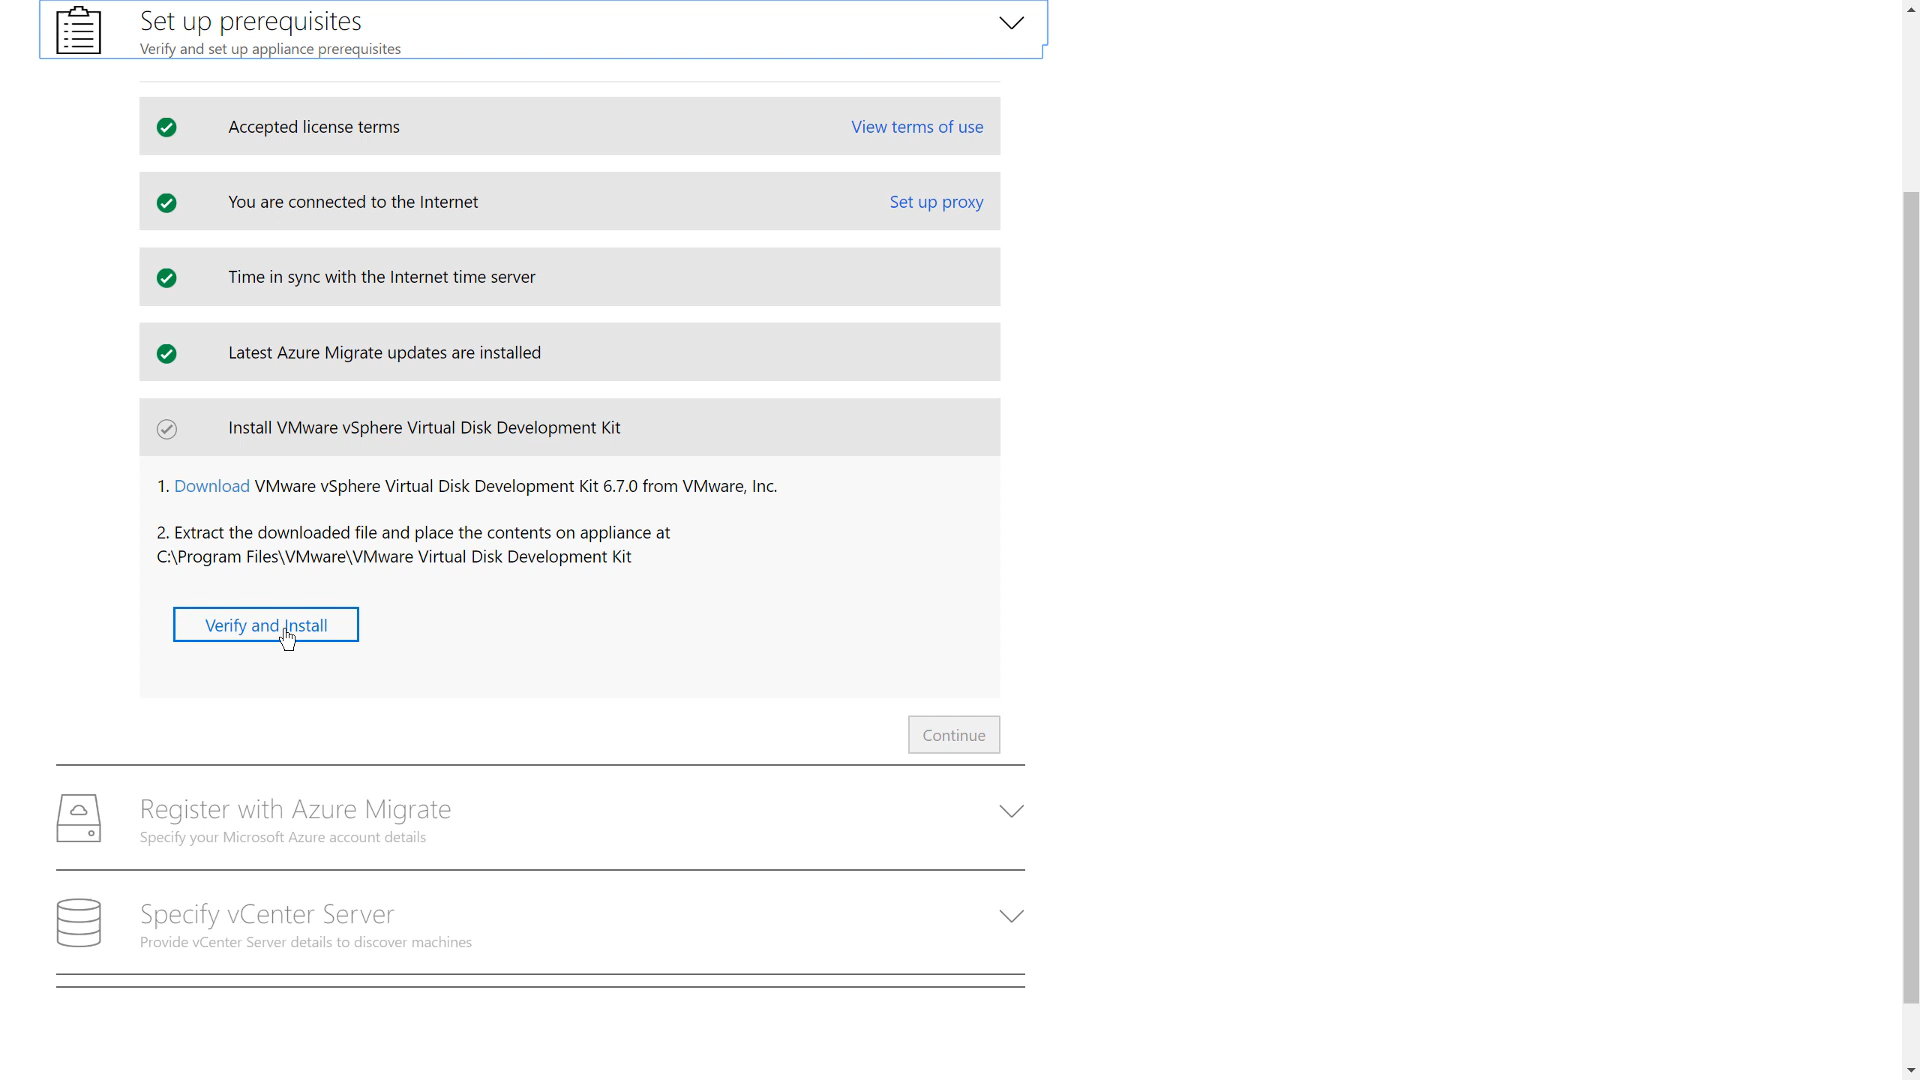 Set up prerequisites
Verify and set up appliance prerequisites
Accepted license terms View terms of use
You are connected to the Internet Set up proxy
Time in sync with the Internet time server
Latest Azure Migrate updates are installed
Install VMware vSphere Virtual Disk Development Kit
1. Download VMware vSphere Virtual Disk Development Kit 6.7.0 from VMware, Inc.
2. Extract the downloaded file and place the contents on appliance at
C:\Program Files\VMware\VMware Virtual Disk Development Kit
Verify and Install
Continue
Register with Azure Migrate
Specify your Microsoft Azure account details
Specify vCenter Server
Provide vCenter Server details to discover machines